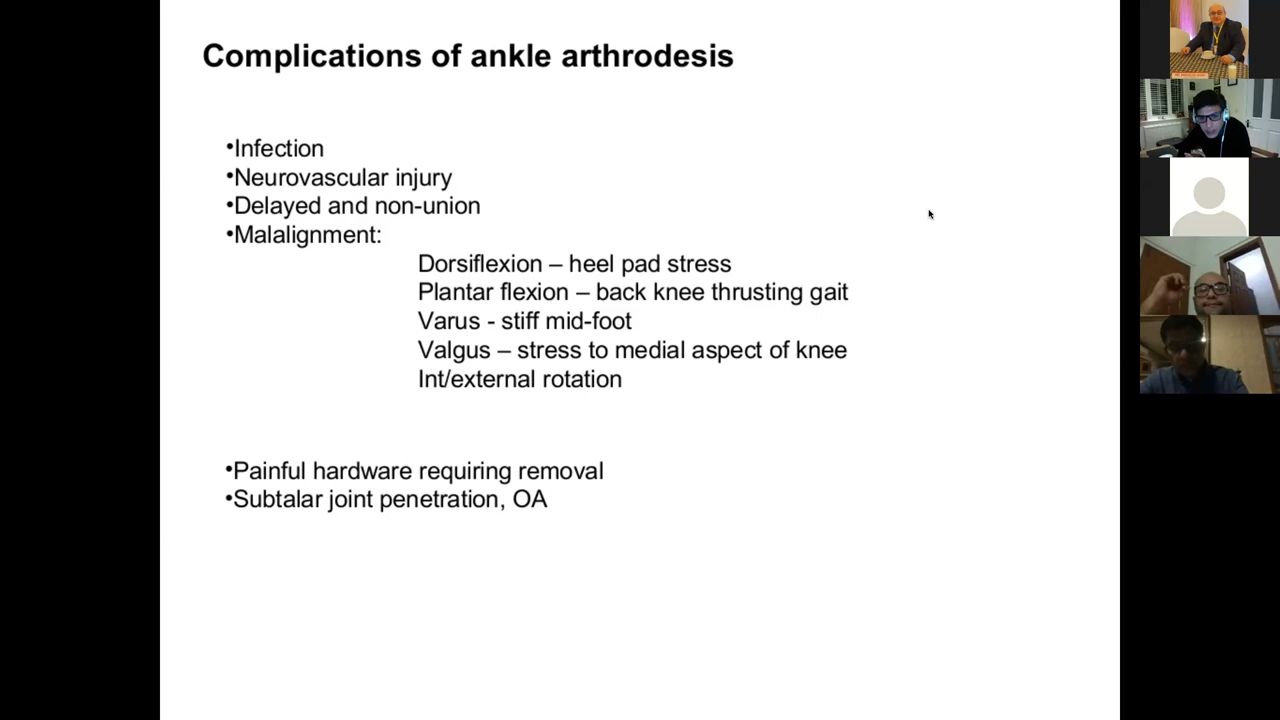 Complications of ankle arthrodesis
•Infection
•Neurovascular injury
•Delayed and non-union
•Malalignment:
Dorsiflexion – heel pad stress
Plantar flexion – back knee thrusting gait
Varus - stiff mid-foot
Valgus – stress to medial aspect of knee
Int/external rotation
•Painful hardware requiring removal
•Subtalar joint penetration, OA